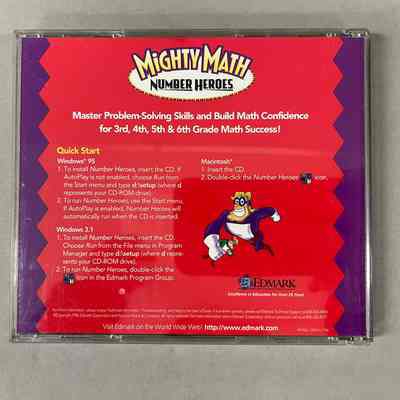 MiGHTY MATH
NUMBER HEROES
Master Problem-Solving Skills and Build Math Confidence
for 3rd, 4th, 5th & 6th Grade Math Success!
Quick Start
Windows® 95
1. To install Number Heroes, insert the CD. If
AutoPlay is not enabled, choose Run from
the Start menu and type d:\setup (where d
represents your CD-ROM drive).
2. To run Number Heroes, use the Start menu.
If AutoPlay is enabled, Number Heroes will
automatically run when the CD is inserted.
Windows 3.1
1. To install Number Heroes, insert the CD.
Choose Run from the File menu in Program
Manager and type d:\setup (where d repre-
sents your CD-ROM drive).
2. To run Number Heroes, double-click the
icon in the Edmark Program Group.
Macintosh®
1. Insert the CD.
2. Double-click the Number Heroes icon.
EDMARK
Excellence in Education for Over 25 Years
Visit Edmark on the World Wide Web! http://www.edmark.com